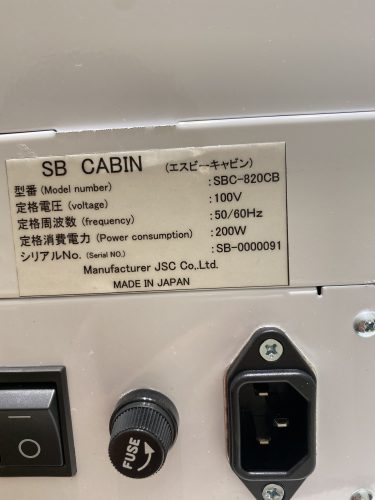 SB CABIN (エスビーキャビン)
型番 (Model number) :SBC-820CB
定格電圧 (voltage) :100V
定格周波数 (frequency) :50/60Hz
定格消費電力 (Power consumption) :200W
シリアルNo. (Serial NO.) :SB-0000091
Manufacturer JSC Co,.Ltd.
MADE IN JAPAN
FUSE